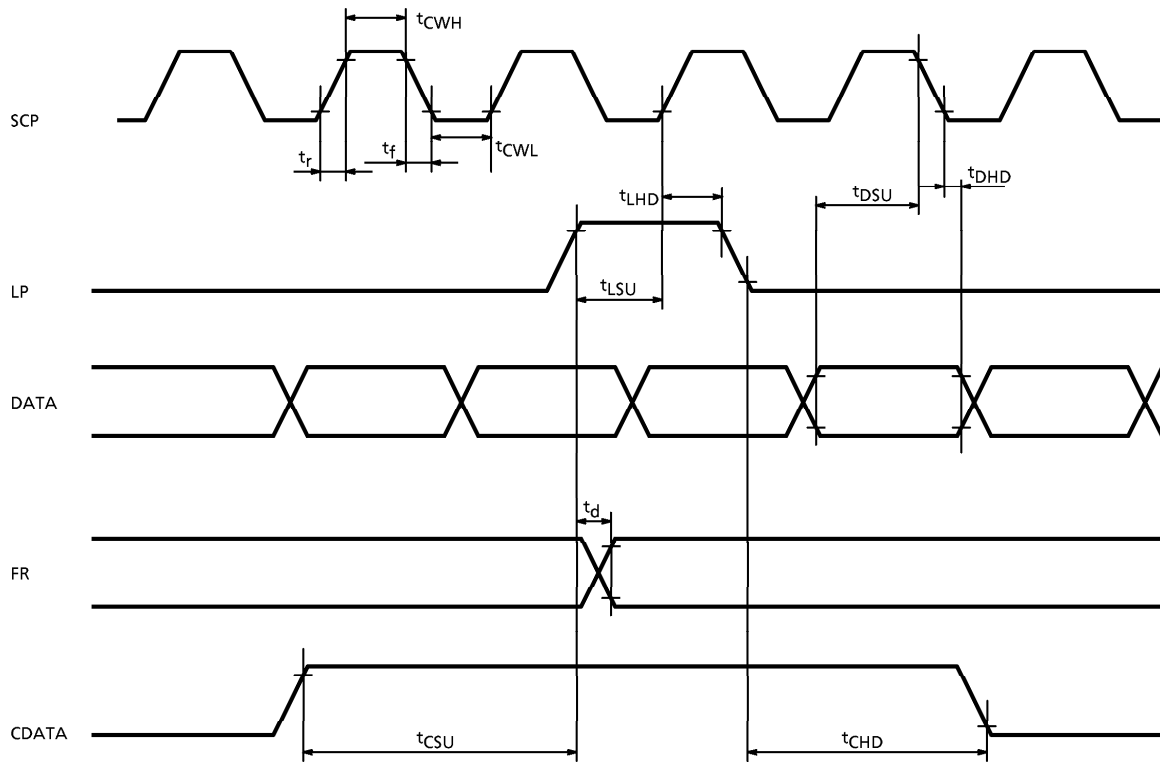 tCWH
SCP
tr
tf
tCWL
tLHD
tDSU
tDHD
LP
tLSU
DATA
td
FR
CDATA
tCSU
tCHD